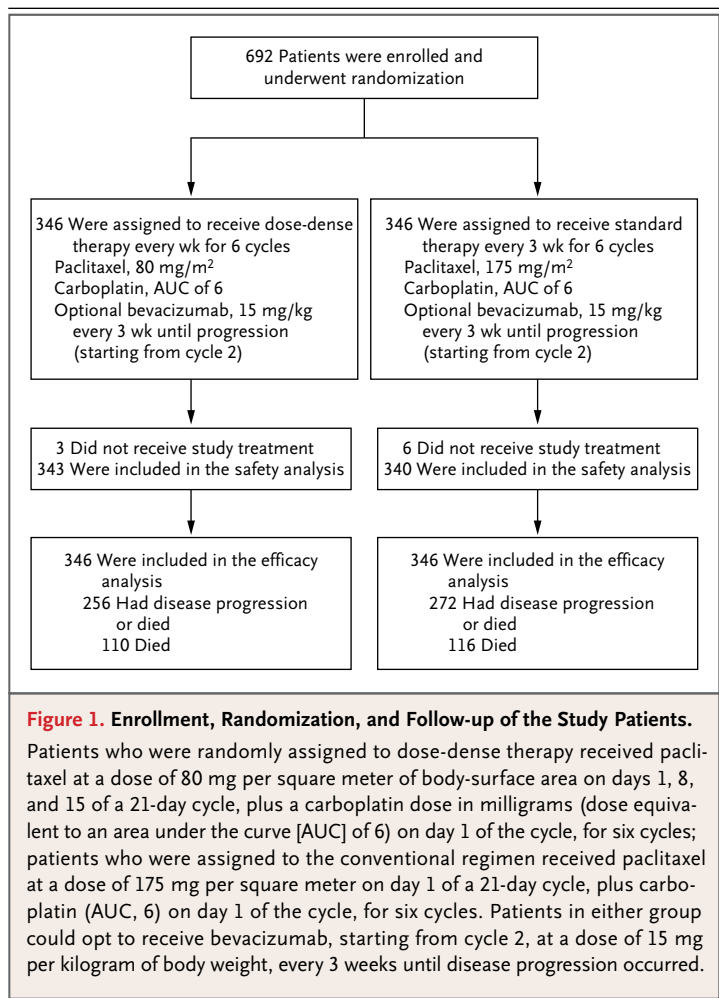 692 Patients were enrolled and
underwent randomization
346 Were assigned to receive dose-dense
therapy every wk for 6 cycles
Paclitaxel, 80 mg/m²
Carboplatin, AUC of 6
Optional bevacizumab, 15 mg/kg
every 3 wk until progression
(starting from cycle 2)
346 Were assigned to receive standard
therapy every 3 wk for 6 cycles
Paclitaxel, 175 mg/m²
Carboplatin, AUC of 6
Optional bevacizumab, 15 mg/kg
every 3 wk until progression
(starting from cycle 2)
3 Did not receive study treatment
343 Were included in the safety analysis
6 Did not receive study treatment
340 Were included in the safety analysis
346 Were included in the efficacy
analysis
256 Had disease progression
or died
110 Died
346 Were included in the efficacy
analysis
272 Had disease progression
or died
116 Died
Figure 1. Enrollment, Randomization, and Follow-up of the Study Patients.
Patients who were randomly assigned to dose-dense therapy received pacli-
taxel at a dose of 80 mg per square meter of body-surface area on days 1, 8,
and 15 of a 21-day cycle, plus a carboplatin dose in milligrams (dose equiva-
lent to an area under the curve [AUC] of 6) on day 1 of the cycle, for six cycles;
patients who were assigned to the conventional regimen received paclitaxel
at a dose of 175 mg per square meter on day 1 of a 21-day cycle, plus carbo-
platin (AUC, 6) on day 1 of the cycle, for six cycles. Patients in either group
could opt to receive bevacizumab, starting from cycle 2, at a dose of 15 mg
per kilogram of body weight, every 3 weeks until disease progression occurred.